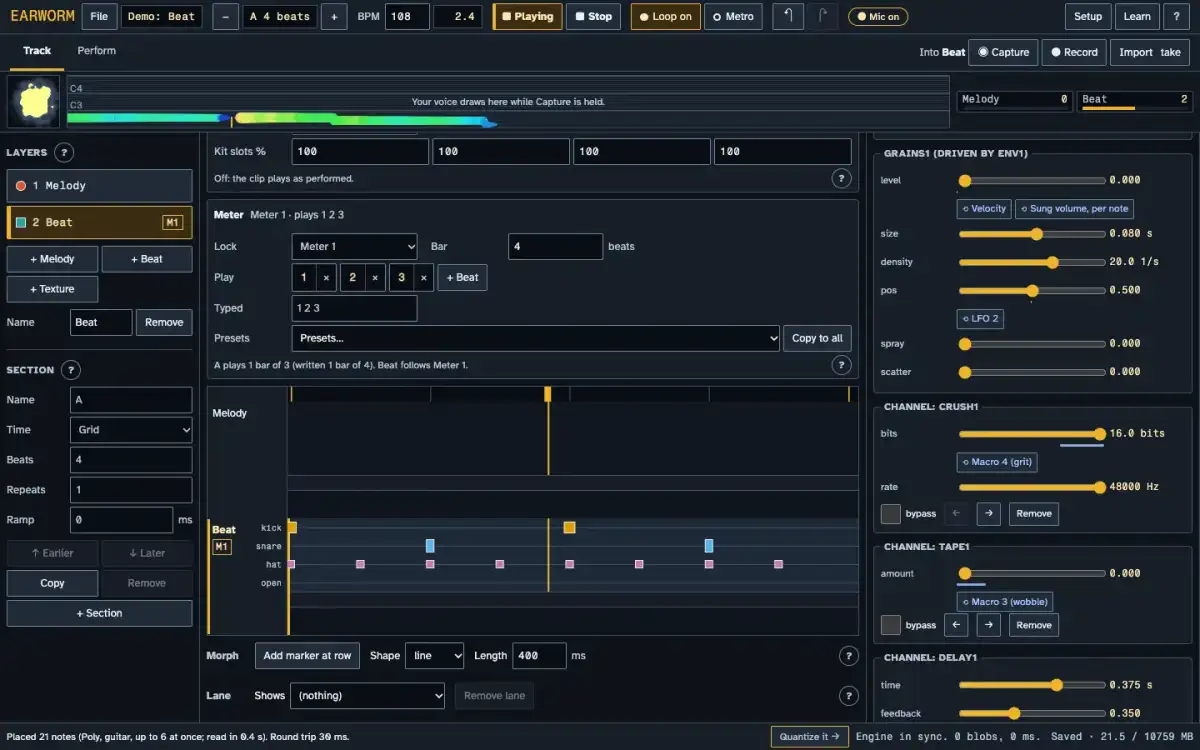 EARWORM File Demo: Beat − A 4 beats + BPM 108 2.4 Playing Stop Loop on Metro Mic on Setup Learn ?
Track Perform Into Beat Capture Record Import take
C4
C3
Your voice draws here while Capture is held.
Melody 0 Beat 2
LAYERS ?
1 Melody
2 Beat M1
+ Melody + Beat
+ Texture
Name Beat Remove
SECTION ?
Name A
Time Grid
Beats 4
Repeats 1
Ramp 0 ms
↑ Earlier ↓ Later
Copy Remove
+ Section
Kit slots % 100 100 100 100
Off: the clip plays as performed. ?
Meter Meter 1 · plays 1 2 3
Lock Meter 1 Bar 4 beats
Play 1 × 2 × 3 × + Beat
Typed 1 2 3
Presets Presets... Copy to all
A plays 1 bar of 3 (written 1 bar of 4). Beat follows Meter 1. ?
Melody
Beat kick
M1 snare
hat
open
Morph Add marker at row Shape line Length 400 ms ?
Lane Shows (nothing) Remove lane ?
GRAINS1 (DRIVEN BY ENV1)
level 0.000
Velocity Sung volume, per note
size 0.080 s
density 20.0 1/s
pos 0.500
LFO 2
spray 0.000
scatter 0.000
CHANNEL: CRUSH1
bits 16.0 bits
Macro 4 (grit)
rate 48000 Hz
bypass ← → Remove
CHANNEL: TAPE1
amount 0.000
Macro 3 (wobble)
bypass ← → Remove
CHANNEL: DELAY1
time 0.375 s
feedback 0.350
Placed 21 notes (Poly, guitar, up to 6 at once; read in 0.4 s). Round trip 30 ms. Quantize it → Engine in sync. 0 blobs, 0 ms. Saved · 21.5 / 10759 MB